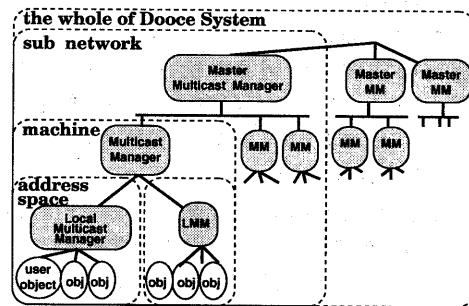 the whole of Dooce System
sub network
Master
Multicast Manager
Master
MM
Master
MM
machine
Multicast
Manager
MM
MM
MM
MM
address
space
Local
Multicast
Manager
LMM
user
object
obj
obj
obj
obj
obj